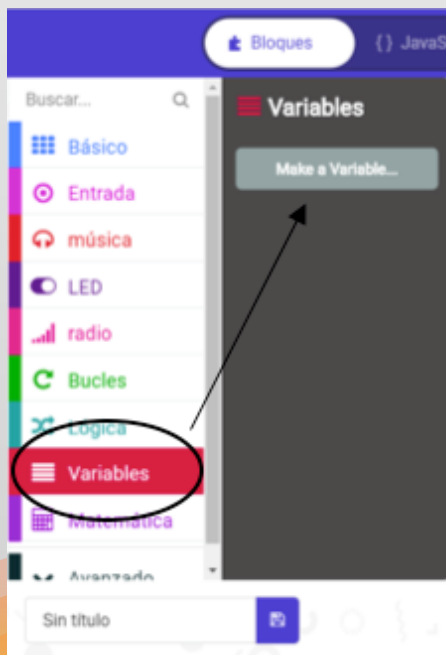 Bloques
{} JavaS
Buscar...
Variables
Make a Variable...
Básico
Entrada
música
LED
radio
Bucles
Lógica
Variables
Matemática
Avanzado
Sin título